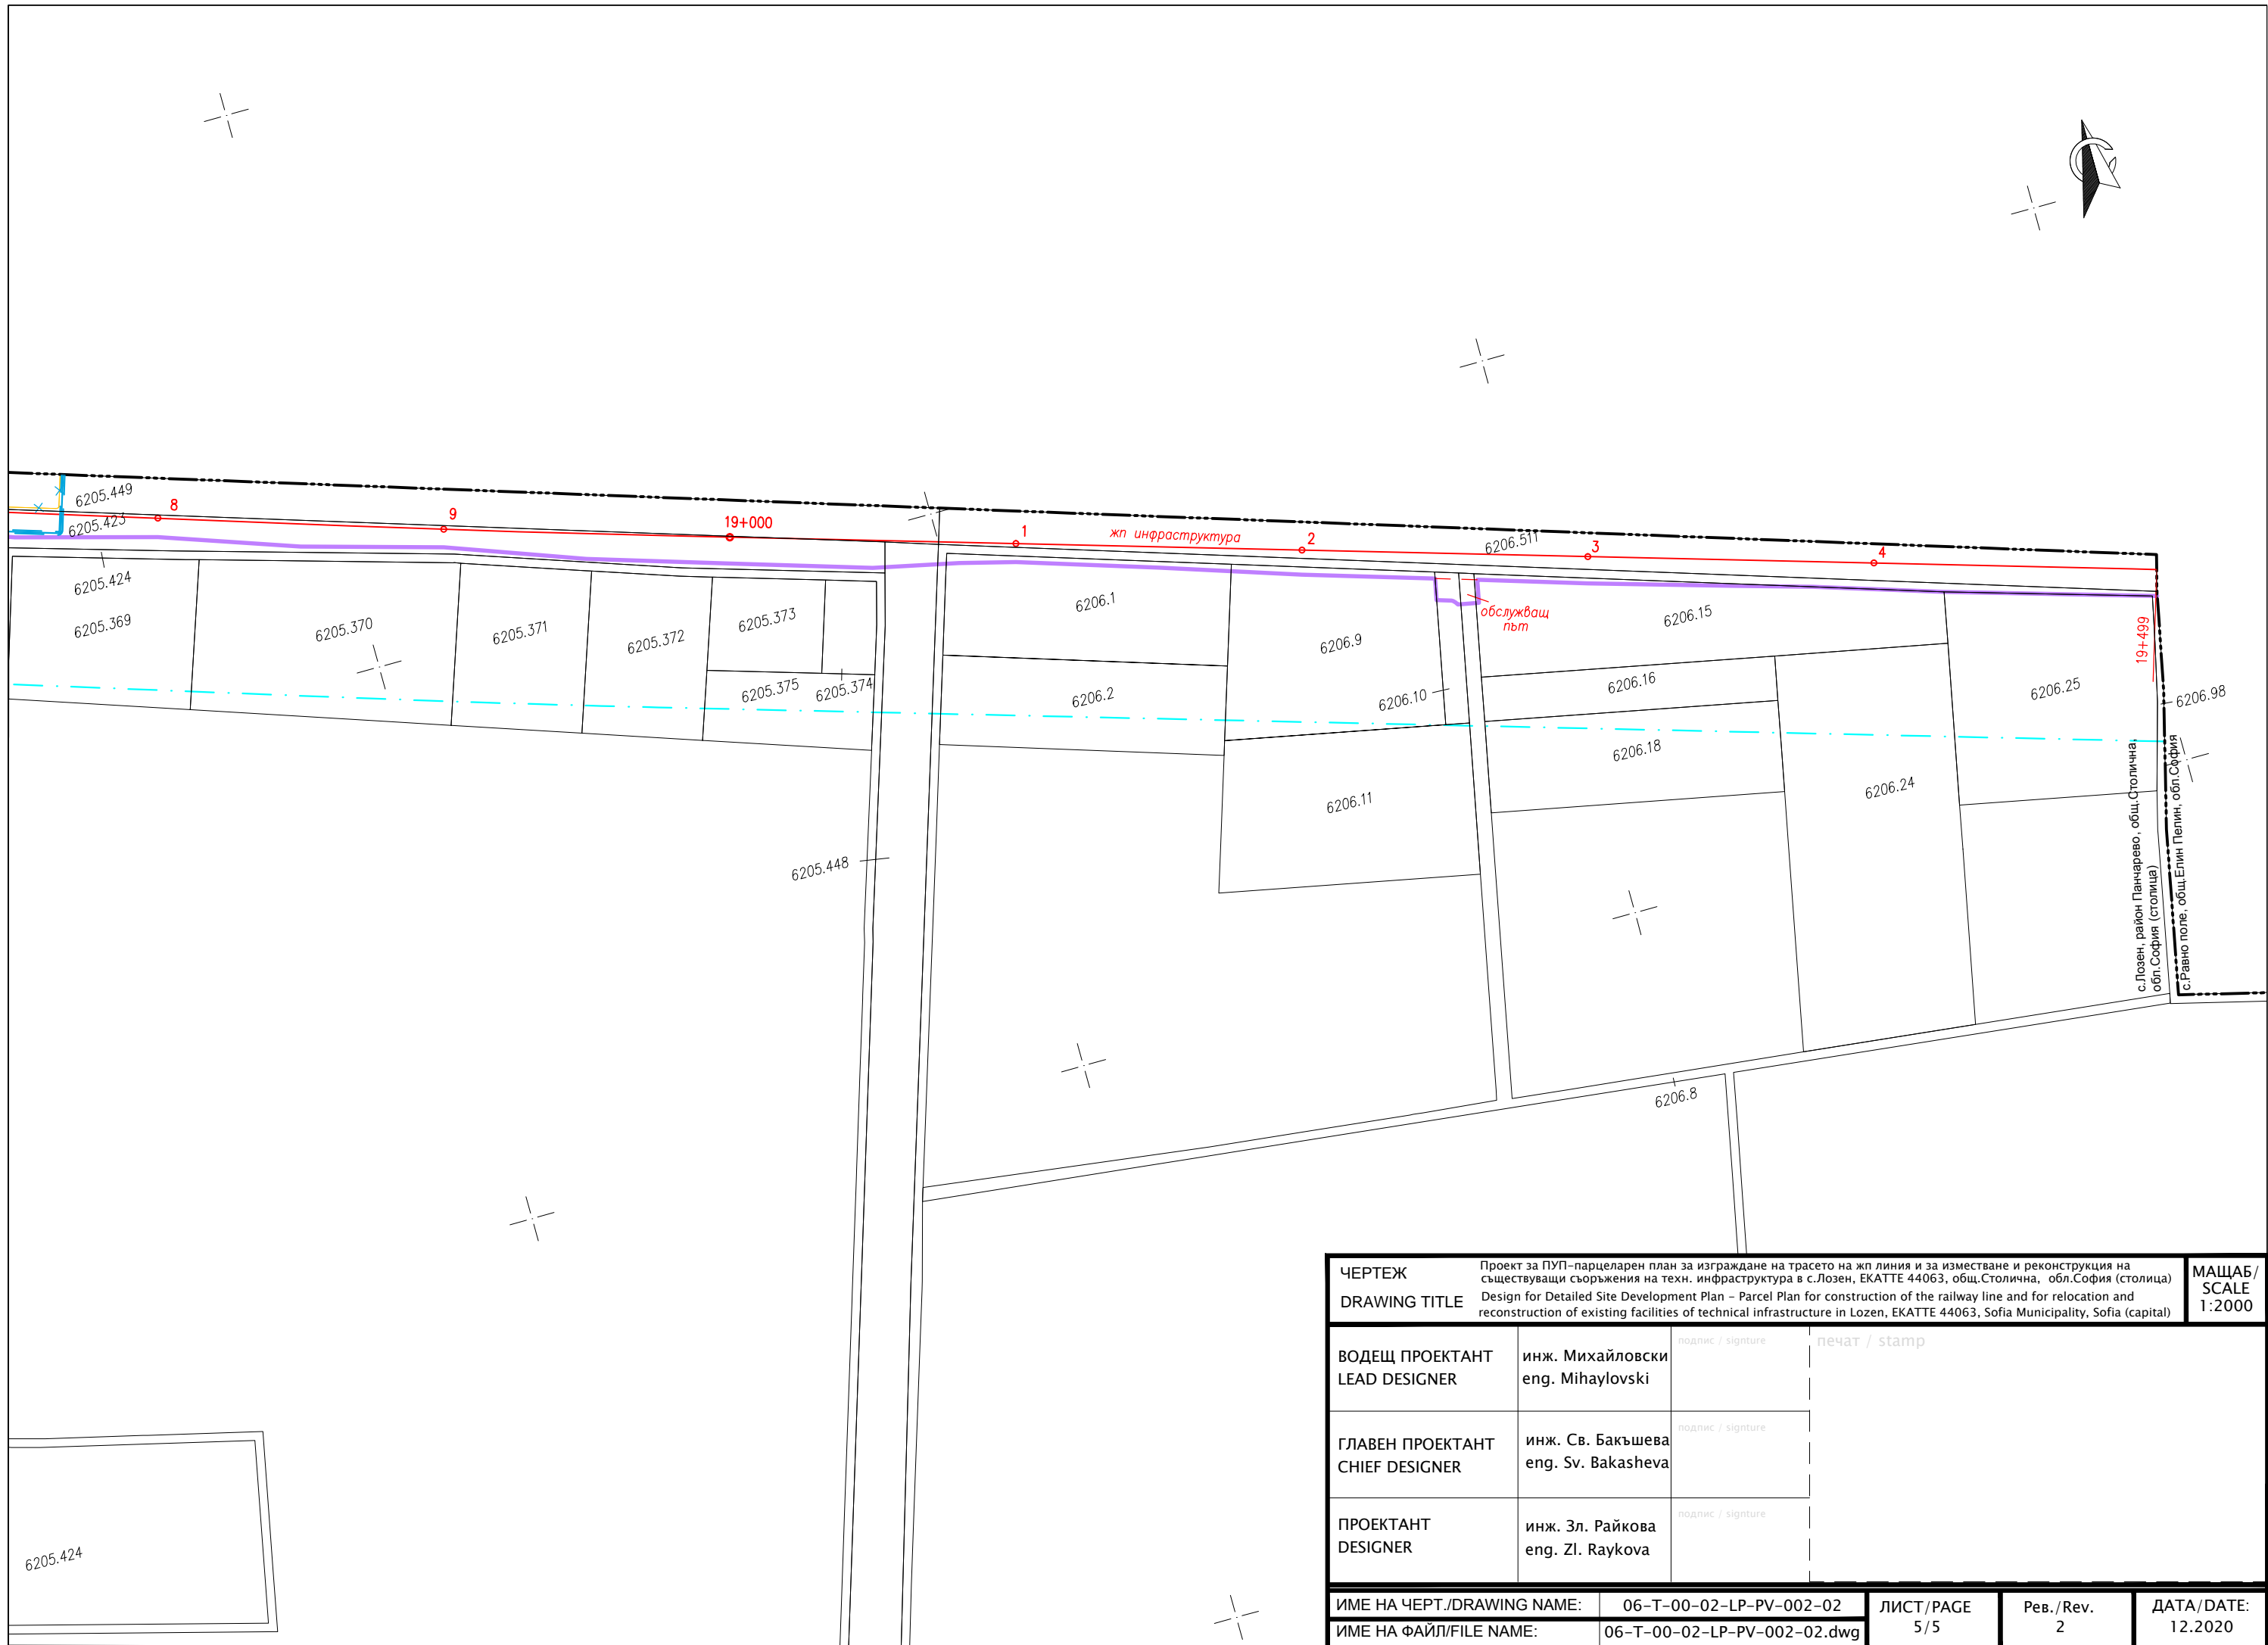 6205.449
8
6205.423
9
19+000
1
жп инфраструктура
2
6206.511
3
4
6205.424
6205.369
6205.370
6205.371
6205.372
6205.373
6205.375
6205.374
6206.1
6206.2
6206.9
6206.10
обслужващ
път
6206.15
6206.16
6206.18
6206.11
6206.24
6206.25
19+499
6206.98
с.Лозен, район Панчарево, общ.Столична,
обл.София (столица)
с.Равно поле, общ.Елин Пелин, обл.София
6205.448
6206.8
6205.424
ЧЕРТЕЖ
DRAWING TITLE
Проект за ПУП-парцеларен план за изграждане на трасето на жп линия и за изместване и реконструкция на
съществуващи съоръжения на техн. инфраструктура в с.Лозен, ЕКАТТЕ 44063, общ.Столична, обл.София (столица)
Design for Detailed Site Development Plan - Parcel Plan for construction of the railway line and for relocation and
reconstruction of existing facilities of technical infrastructure in Lozen, EKATTE 44063, Sofia Municipality, Sofia (capital)
МАЩАБ/
SCALE
1:2000
ВОДЕЩ ПРОЕКТАНТ
LEAD DESIGNER
инж. Михайловски
eng. Mihaylovski
подпис / signture
печат / stamp
ГЛАВЕН ПРОЕКТАНТ
CHIEF DESIGNER
инж. Св. Бакъшева
eng. Sv. Bakasheva
подпис / signture
ПРОЕКТАНТ
DESIGNER
инж. Зл. Райкова
eng. Zl. Raykova
подпис / signture
ИМЕ НА ЧЕРТ./DRAWING NAME:
06-T-00-02-LP-PV-002-02
ИМЕ НА ФАЙЛ/FILE NAME:
06-T-00-02-LP-PV-002-02.dwg
ЛИСТ/PAGE
5/5
Рев./Rev.
2
ДАТА/DATE:
12.2020